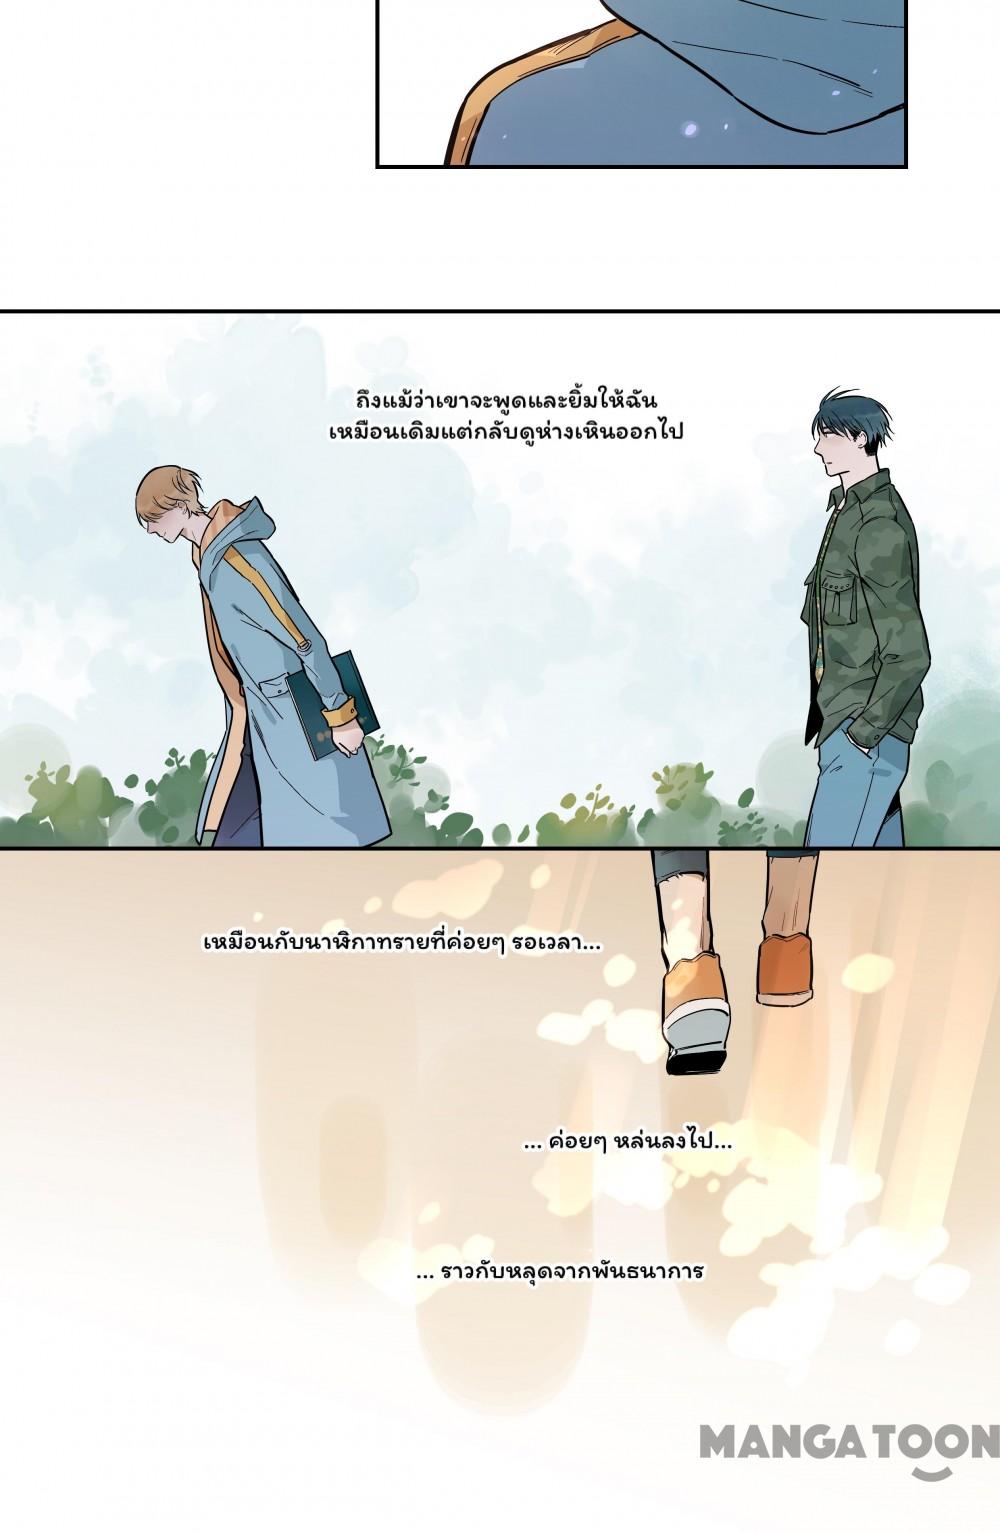 ถึงแม้ว่าเขาจะพูดและยิ้มให้ฉัน
เหมือนเดิมแต่กลับดูห่างเหินออกไป
เหมือนกับนาฬิกาทรายที่ค่อยๆ รอเวลา...
... ค่อยๆ หล่นลงไป...
... ราวกับหลุดจากพันธนาการ
MANGATOON